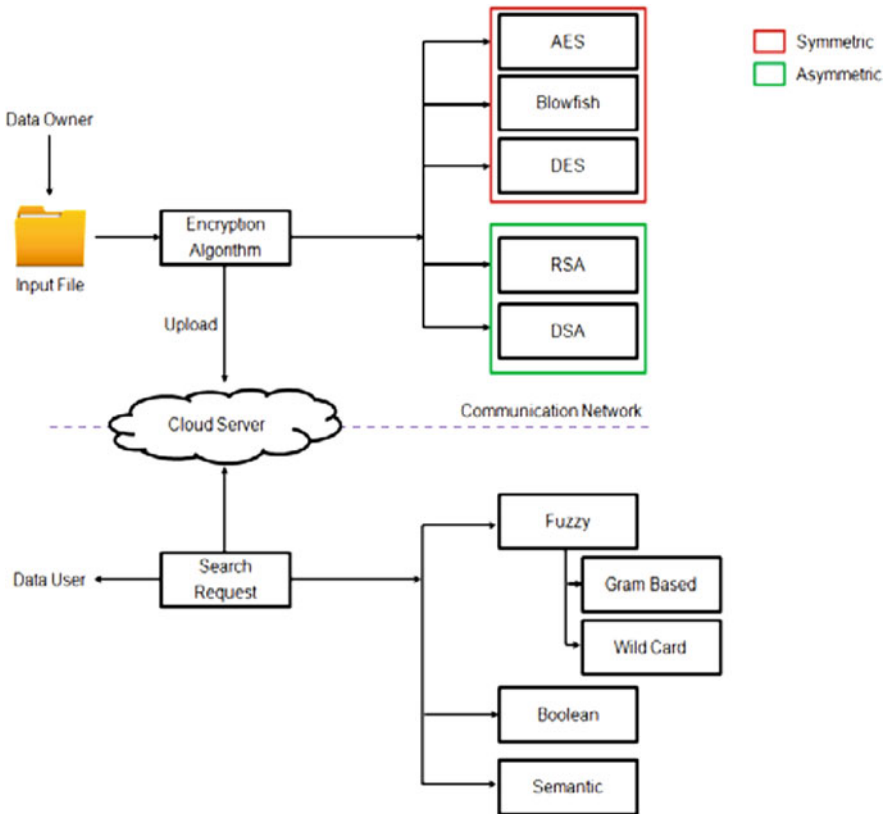 AES
Symmetric
Asymmetric
Blowfish
Data Owner
DES
Encryption
Algorithm
RSA
Input File
Upload
DSA
Communication Network
Cloud Server
Fuzzy
Search
Request
Data User
Gram Based
Wild Card
Boolean
Semantic